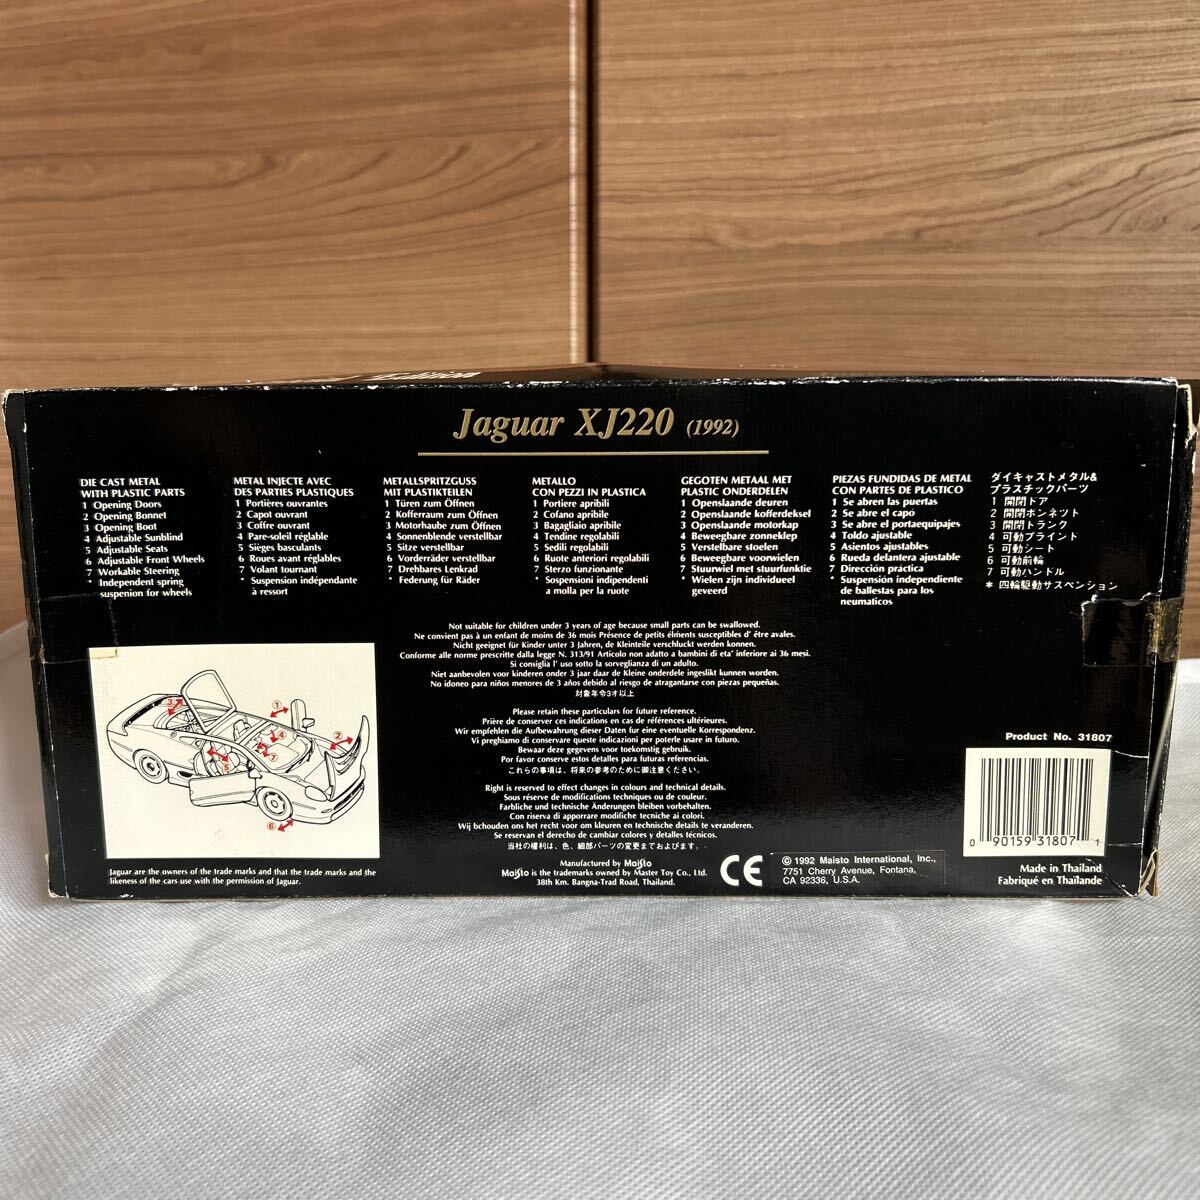 Edition
Jaguar XJ220 (1992)
DIE CAST METAL
WITH PLASTIC PARTS
1 Opening Doors
2 Opening Bonnet
3 Opening Boot
4 Adjustable Sunblind
5 Adjustable Seats
6 Adjustable Front Wheels
7 Workable Steering
* Independent spring
suspenion for wheels
METAL INJECTE AVEC
DES PARTIES PLASTIQUES
1 Portières ouvrantes
2 Capot ouvrant
3 Coffre ouvrant
4 Pare-soleil réglable
5 Sièges basculants
6 Roues avant réglables
7 Volant tournant
* Suspension indépendante
à ressort
METALLSPRITZGUSS
MIT PLASTIKTEILEN
1 Türen zum Öffnen
2 Kofferraum zum Öffnen
3 Motorhaube zum Öffnen
4 Sonnenblende verstellbar
5 Sitze verstellbar
6 Vorderräder verstellbar
7 Drehbares Lenkrad
* Federung für Räder
METALLO
CON PEZZI IN PLASTICA
1 Portiere apribili
2 Cofano apribile
3 Bagagliaio apribile
4 Tendine regolabili
5 Sedili regolabili
6 Ruote anteriori regolabili
7 Sterzo funzionante
* Sospensioni indipendenti
a molla per la ruote
GEGOTEN METAAL MET
PLASTIC ONDERDELEN
1 Openslaande deuren
2 Openslaande kofferdeksel
3 Openslaande motorkap
4 Beweegbare zonneklep
5 Verstelbare stoelen
6 Beweegbare voorwielen
7 Stuurwiel met stuurfunktie
* Wielen zijn individueel
geveerd
PIEZAS FUNDIDAS DE METAL
CON PARTES DE PLASTICO
1 Se abren las puertas
2 Se abre el capó
3 Se abre el portaequipajes
4 Toldo ajustable
5 Asientos ajustables
6 Rueda delantera ajustable
7 Dirección práctica
* Suspensión independiente
de ballestas para los
neumaticos
ダイキャストメタル&
プラスチックパーツ
1 開閉ドア
2 開閉ボンネット
3 開閉トランク
4 可動ブラインド
5 可動シート
6 可動前輪
7 可動ハンドル
* 四輪駆動サスペンション
Not suitable for children under 3 years of age because small parts can be swallowed.
Ne convient pas à un enfant de moins de 36 mois Présence de petits élments susceptibles d' être avales.
Nicht geeignet für Kinder unter 3 Jahren, de Kleinteile verschluckt werden konnen.
Conforme alle norme prescritte dalla legge N. 313/91 Articolo non adatto a bambini di eta' inferiore ai 36 mesi.
Si consiglia l' uso sotto la sorveglianza di un adulto.
Niet aanbevolen voor kinderen onder 3 jaar daar de Kleine onderdele ingeslikt kunnen worden.
No idoneo para niños menores de 3 años debido al riesgo de atragantarse con piezas pequeñas.
対象年令3才以上
Please retain these particulars for future reference.
Prière de conserver ces indications en cas de références ultérieures.
Wir empfehlen die Aufbewahrung dieser Daten fur eine eventuelle Korrespondenz.
Vi preghiamo di conservare queste indicazioni per poterle usare in futuro.
Bewaar deze gegevens voor toekomstig gebruik.
Por favor conserve estos detalles para futuras referencias.
これらの事項は、将来の参考のために御注意ください。
Right is reserved to effect changes in colours and technical details.
Sous réserve de modifications techniques ou de couleur.
Farbliche und technische Änderungen bleiben vorbehalten.
Con riserva di apporare modifiche tecniche ai colori.
Wij bchouden ons het recht voor om kleuren en technische details te veranderen.
Se reservan el derecho de cambiar colores y detalles técnicos.
当社の権利は、色、細部パーツの変更までおよびます。
Manufactured by Maisto
Maisto is the trademarks owned by Master Toy Co., Ltd.
38th Km. Bangna-Trad Road, Thailand.
CE
© 1992 Maisto International, Inc.,
7751 Cherry Avenue, Fontana,
CA 92336, U.S.A.
1
2
3
4
5
6
7
Jaguar are the owners of the trade marks and that the trade marks and the
likeness of the cars use with the permission of Jaguar.
Product No. 31807
0 90159 31807 1
Made in Thailand
Fabriqué en Thaïlande